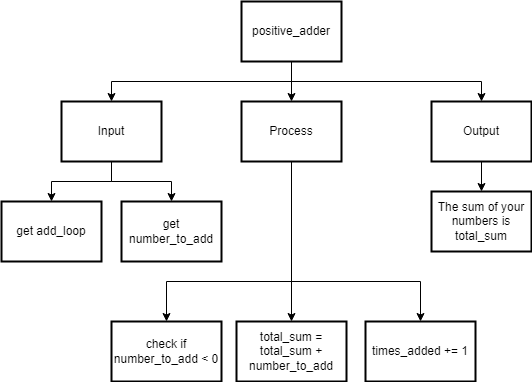 positive_adder
Input
Process
Output
get add_loop
get
number_to_add
The sum of your
numbers is
total_sum
check if
number_to_add < 0
total_sum =
total_sum +
number_to_add
times_added += 1